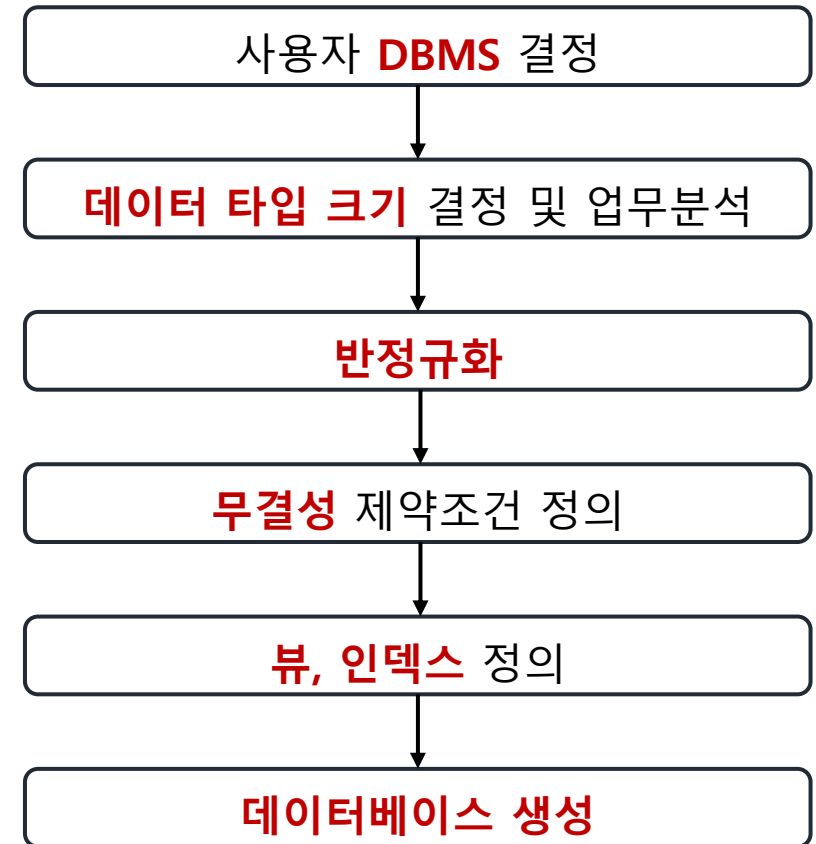 사용자 DBMS 결정
데이터 타입 크기 결정 및 업무분석
반정규화
무결성 제약조건 정의
뷰, 인덱스 정의
데이터베이스 생성